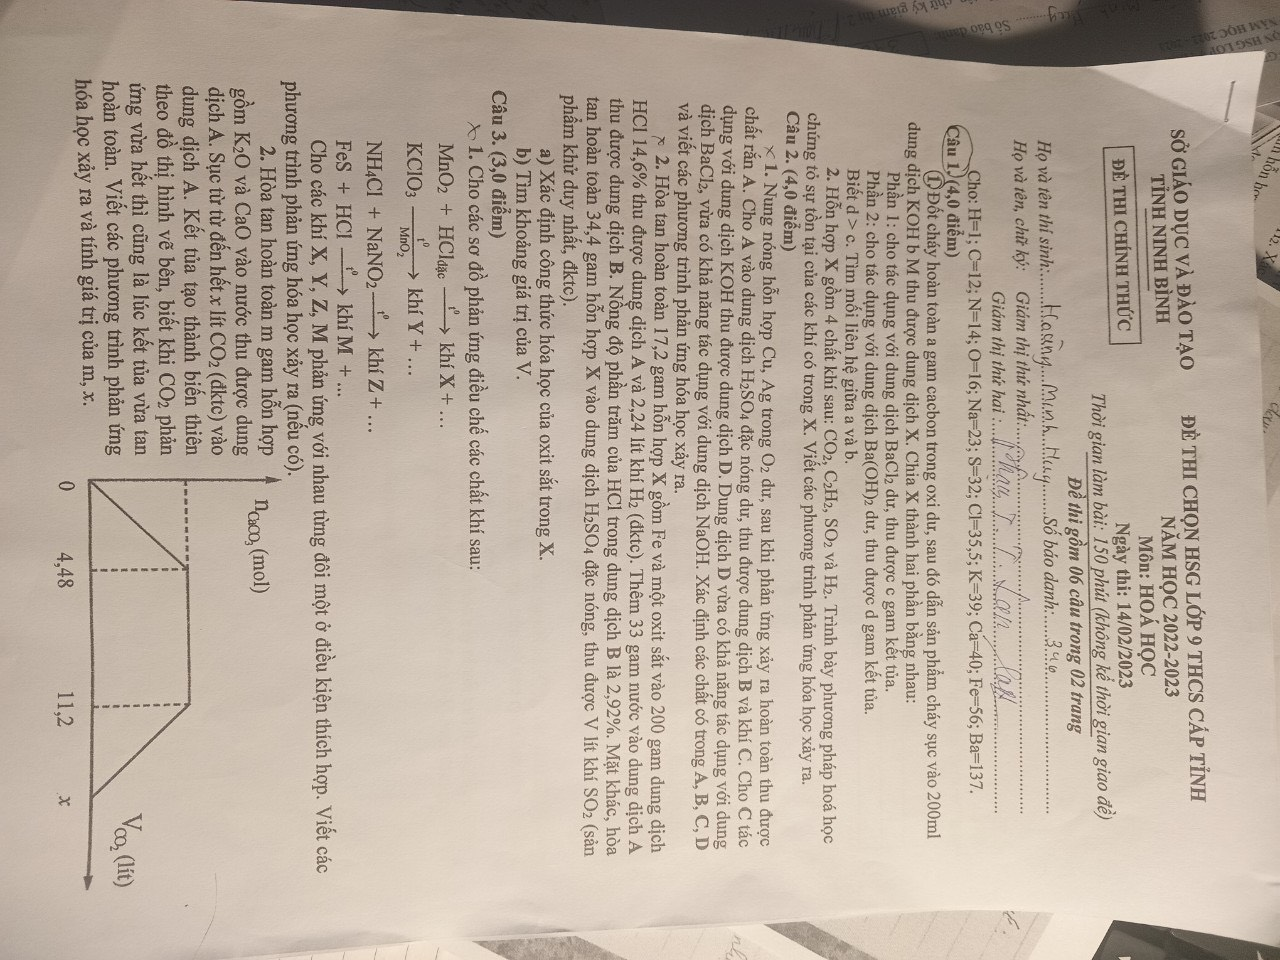 SỞ GIÁO DỤC VÀ ĐÀO TẠO
TỈNH NINH BÌNH
ĐỀ THI CHÍNH THỨC
ĐỀ THI CHỌN HSG LỚP 9 THCS CẤP TỈNH
NĂM HỌC 2022-2023
Môn: HOÁ HỌC
Ngày thi: 14/02/2023
Thời gian làm bài: 150 phút (không kể thời gian giao đề)
Đề thi gồm 06 câu trong 02 trang
Họ và tên thí sinh: Hoàng Minh Huy Số báo danh: 346
Họ và tên, chữ ký: Giám thị thứ nhất:
Giám thị thứ hai:
Cho: H=1; C=12; N=14; O=16; Na=23; S=32; Cl=35,5; K=39; Ca=40; Fe=56; Ba=137.
Câu 1. (4,0 điểm)
1. Đốt cháy hoàn toàn a gam cacbon trong oxi dư, sau đó dẫn sản phẩm cháy sục vào 200ml
dung dịch KOH b M thu được dung dịch X. Chia X thành hai phần bằng nhau:
Phần 1: cho tác dụng với dung dịch BaCl₂ dư, thu được c gam kết tủa.
Phần 2: cho tác dụng với dung dịch Ba(OH)₂ dư, thu được d gam kết tủa.
Biết d > c. Tìm mối liên hệ giữa a và b.
2. Hỗn hợp X gồm 4 chất khí sau: CO₂, C₂H₂, SO₂ và H₂. Trình bày phương pháp hoá học
chứng tỏ sự tồn tại của các khí có trong X. Viết các phương trình phản ứng hóa học xảy ra.
Câu 2. (4,0 điểm)
1. Nung nóng hỗn hợp Cu, Ag trong O₂ dư, sau khi phản ứng xảy ra hoàn toàn thu được
chất rắn A. Cho A vào dung dịch H₂SO₄ đặc nóng dư, thu được dung dịch B và khí C. Cho C tác
dụng với dung dịch KOH thu được dung dịch D. Dung dịch D vừa có khả năng tác dụng với dung
dịch BaCl₂, vừa có khả năng tác dụng với dung dịch NaOH. Xác định các chất có trong A, B, C, D
và viết các phương trình phản ứng hóa học xảy ra.
2. Hòa tan hoàn toàn 17,2 gam hỗn hợp X gồm Fe và một oxit sắt vào 200 gam dung dịch
HCl 14,6% thu được dung dịch A và 2,24 lít khí H₂ (đktc). Thêm 33 gam nước vào dung dịch A
thu được dung dịch B. Nồng độ phần trăm của HCl trong dung dịch B là 2,92%. Mặt khác, hòa
tan hoàn toàn 34,4 gam hỗn hợp X vào dung dịch H₂SO₄ đặc nóng, thu được V lít khí SO₂ (sản
phẩm khử duy nhất, đktc).
a) Xác định công thức hóa học của oxit sắt trong X.
b) Tìm khoảng giá trị của V.
Câu 3. (3,0 điểm)
1. Cho các sơ đồ phản ứng điều chế các chất khí sau:
MnO₂ + HClđặc —t⁰→ khí X + ...
KClO₃ —t⁰, MnO₂→ khí Y + ...
NH₄Cl + NaNO₂ —t⁰→ khí Z + ...
FeS + HCl —t⁰→ khí M + ...
Cho các khí X, Y, Z, M phản ứng với nhau từng đôi một ở điều kiện thích hợp. Viết các
phương trình phản ứng hóa học xảy ra (nếu có).
2. Hòa tan hoàn toàn m gam hỗn hợp
gồm K₂O và CaO vào nước thu được dung
dịch A. Sục từ từ đến hết x lít CO₂ (đktc) vào
dung dịch A. Kết tủa tạo thành biến thiên
theo đồ thị hình vẽ bên, biết khi CO₂ phản
ứng vừa hết thì cũng là lúc kết tủa vừa tan
hoàn toàn. Viết các phương trình phản ứng
hóa học xảy ra và tính giá trị của m, x.
nCaCO₃ (mol)
0 4,48 11,2 x
VCO₂ (lít)